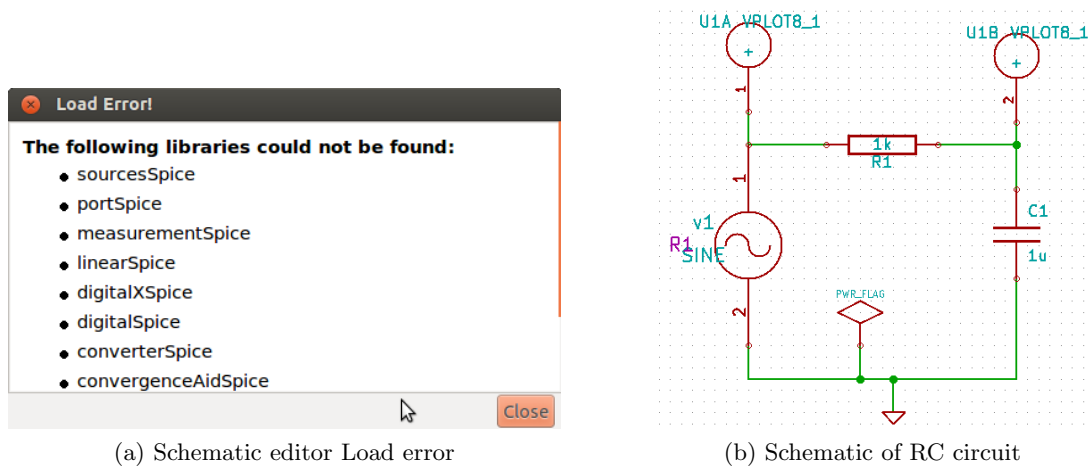 Load Error!
The following libraries could not be found:
sourcesSpice
portSpice
measurementSpice
linearSpice
digitalXSpice
digitalSpice
converterSpice
convergenceAidSpice
Close
(a) Schematic editor Load error
U1A VPLOT8_1
U1B VPLOT8_1
+
+
1
2
1k
R1
1
C1
v1
R1
SINE
1u
PWR_FLAG
2
(b) Schematic of RC circuit